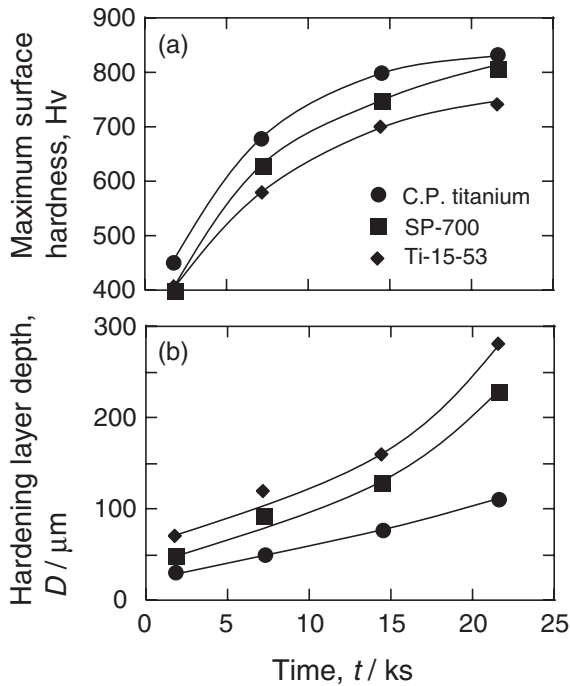 900
800
700
600
500
400
Maximum surface
hardness, Hv
(a)
C.P. titanium
SP-700
Ti-15-53
300
200
100
0
Hardening layer depth,
D / μm
(b)
0 5 10 15 20 25
Time, t / ks